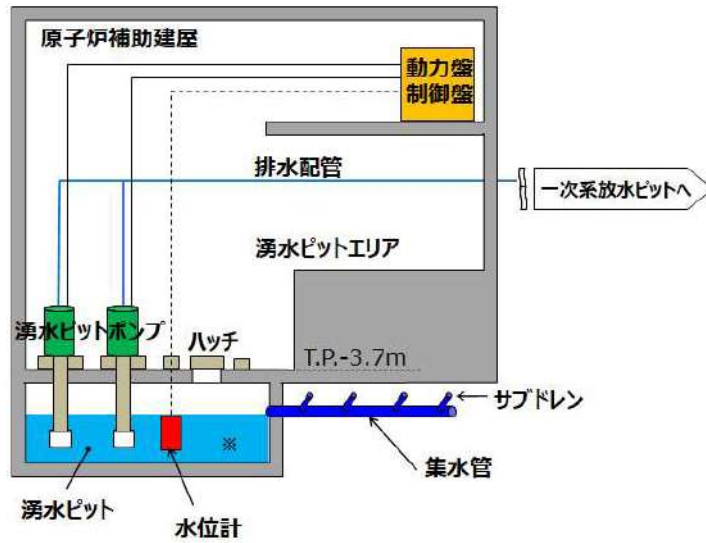 原子炉補助建屋
動力盤
制御盤
排水配管
一次系放水ピットへ
湧水ピットエリア
湧水ピットポンプ
ハッチ
T.P.-3.7m
サブドレン
※
集水管
湧水ピット
水位計